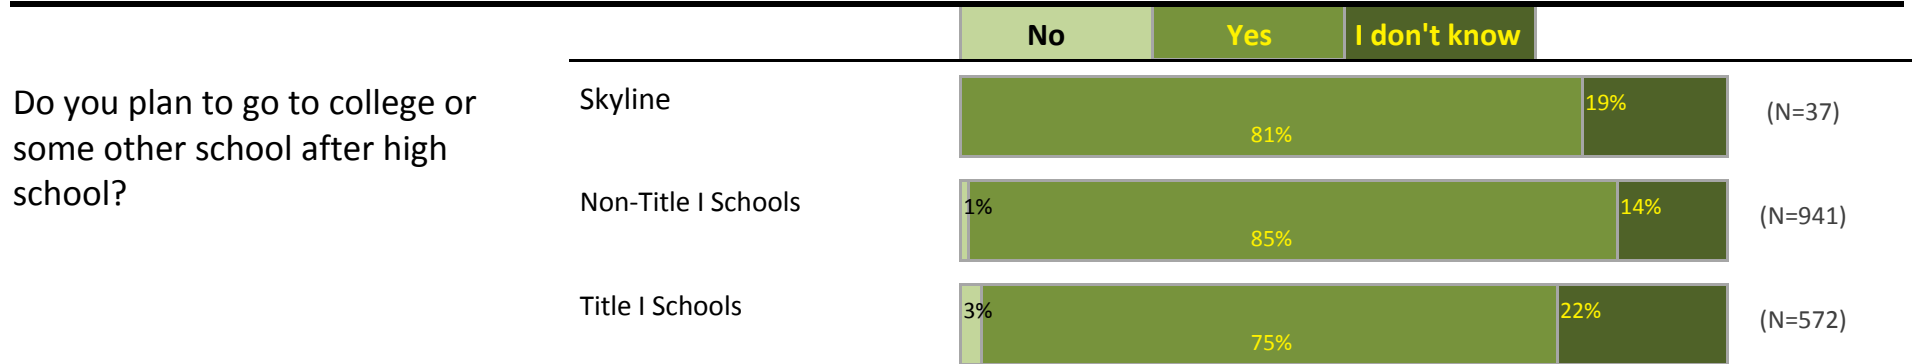 No Yes I don't know
Do you plan to go to college or
some other school after high
school?
Skyline
81%
19%
(N=37)
Non-Title I Schools
1%
85%
14%
(N=941)
Title I Schools
3%
75%
22%
(N=572)